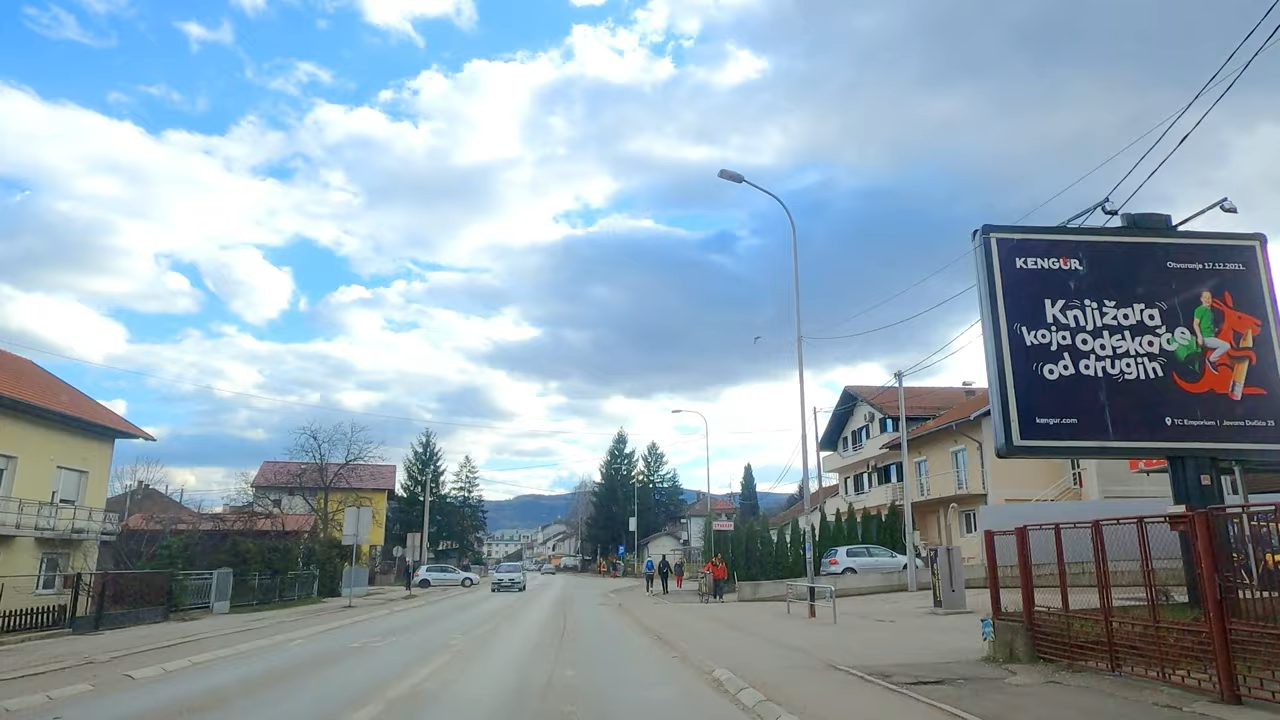 KENGUR
Otvaranje 17.12.2021.
Knjižara
koja odskače
od drugih
kengur.com
TC Emporium | Jovana Dučića 25